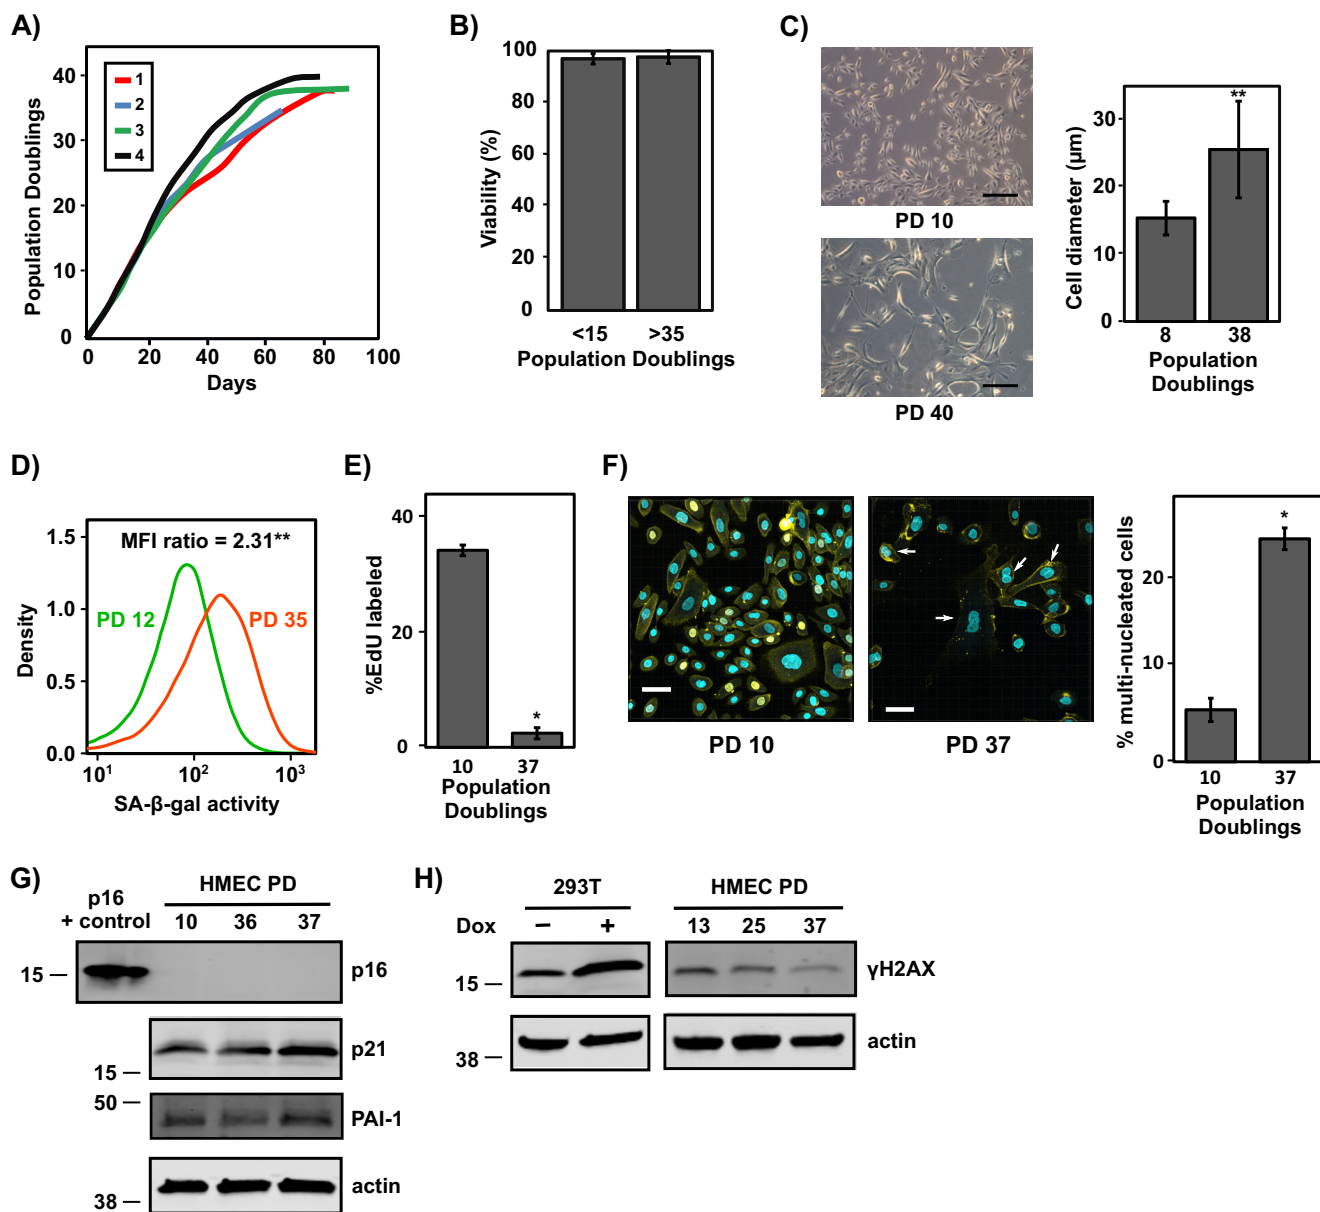 A)
Population Doublings
40
30
20
10
0
1
2
3
4
0 20 40 60 80 100
Days
B)
Viability (%)
100
80
60
40
20
0
<15 >35
Population Doublings
C)
PD 10
PD 40
Cell diameter (µm)
30
20
10
0
**
8 38
Population
Doublings
D)
Density
1.5
1.0
0.5
0.0
MFI ratio = 2.31**
PD 12 PD 35
10¹ 10² 10³
SA-β-gal activity
E)
%EdU labeled
40
20
0
*
10 37
Population
Doublings
F)
PD 10
PD 37
% multi-nucleated cells
20
10
0
*
10 37
Population
Doublings
G)
p16
+ control
HMEC PD
10 36 37
15
p16
p21
15
50
PAI-1
actin
38
H)
293T HMEC PD
Dox − + 13 25 37
15
γH2AX
actin
38